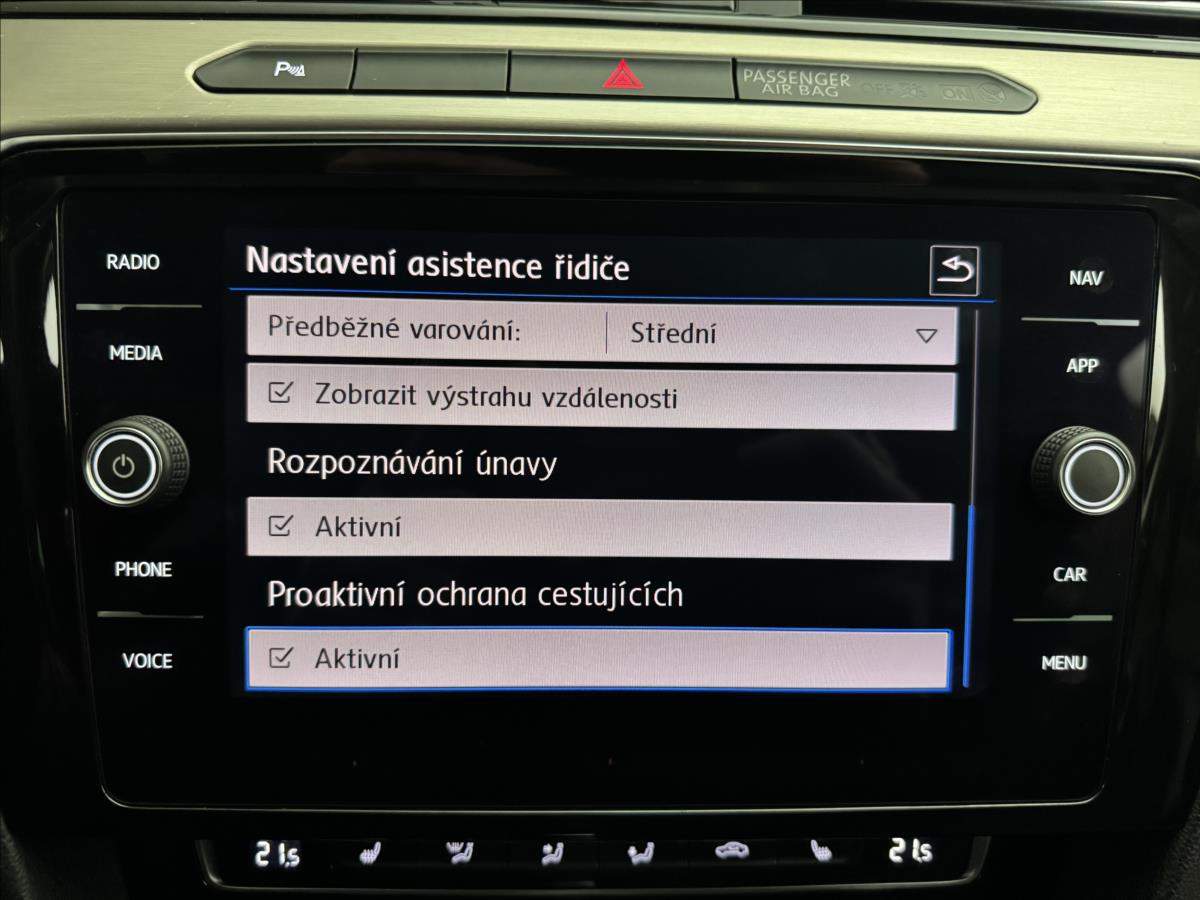 P
PASSENGER
AIR BAG OFF ON
RADIO
MEDIA
PHONE
VOICE
Nastavení asistence řidiče
Předběžné varování: Střední
Zobrazit výstrahu vzdálenosti
Rozpoznávání únavy
Aktivní
Proaktivní ochrana cestujících
Aktivní
NAV
APP
CAR
MENU
21,5
21,5